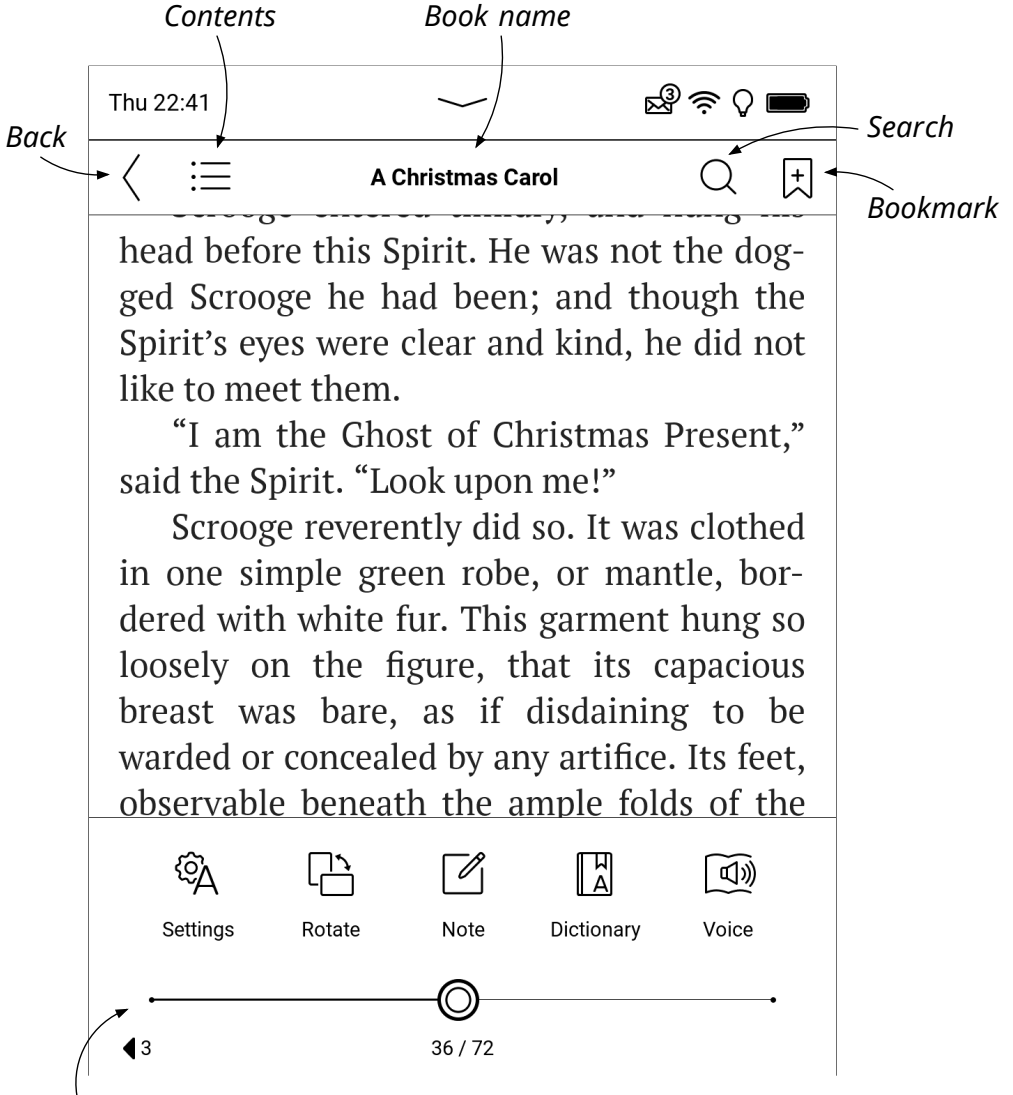 Contents
Book name
Thu 22:41
3
Back
Search
A Christmas Carol
Bookmark
Scrooge entered timidly, and hung his
head before this Spirit. He was not the dog-
ged Scrooge he had been; and though the
Spirit’s eyes were clear and kind, he did not
like to meet them.
“I am the Ghost of Christmas Present,”
said the Spirit. “Look upon me!”
Scrooge reverently did so. It was clothed
in one simple green robe, or mantle, bor-
dered with white fur. This garment hung so
loosely on the figure, that its capacious
breast was bare, as if disdaining to be
warded or concealed by any artifice. Its feet,
observable beneath the ample folds of the
A
A
Settings
Rotate
Note
Dictionary
Voice
3
36 / 72